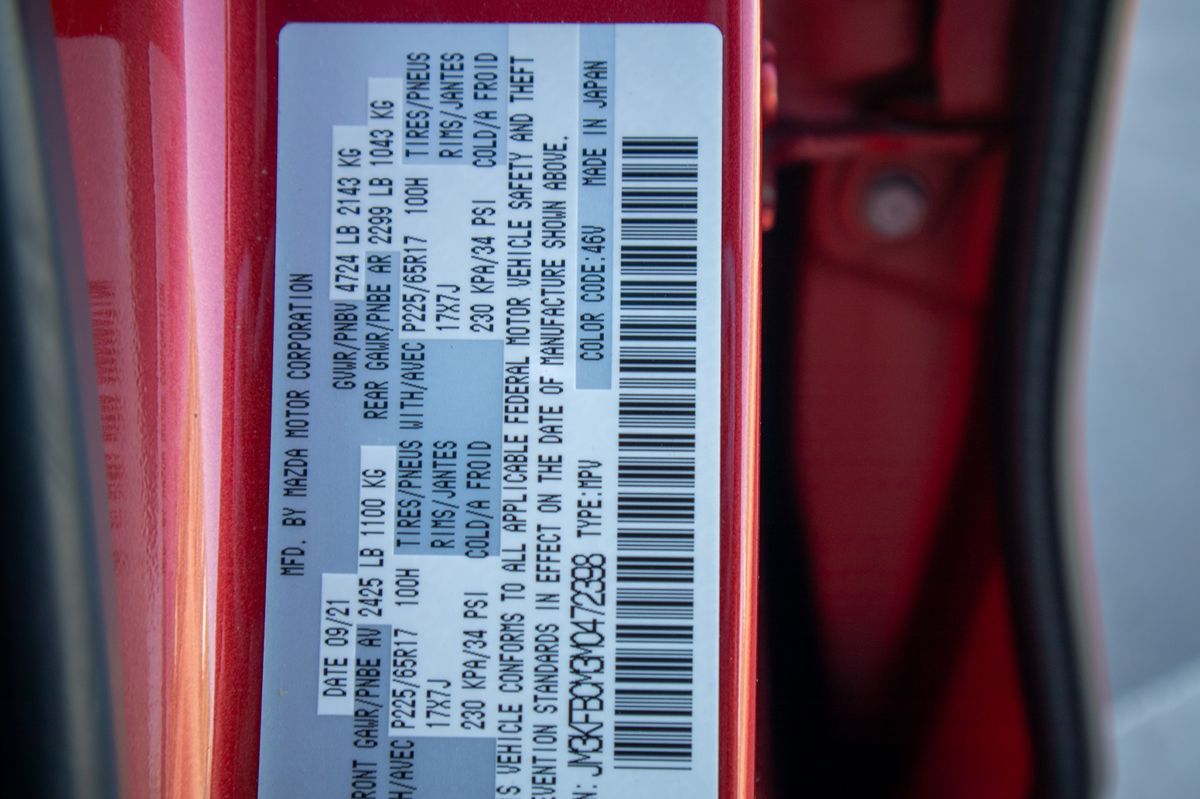 MFD. BY MAZDA MOTOR CORPORATION
DATE 09/21 GVWR/PNBV 4724 LB 2143 KG
RONT GAWR/PNBE AV 2425 LB 1100 KG REAR GAWR/PNBE AR 2299 LB 1043 KG
H/AVEC P225/65R17 100H TIRES/PNEUS WITH/AVEC P225/65R17 100H TIRES/PNEUS
17X7J RIMS/JANTES 17X7J RIMS/JANTES
230 KPA/34 PSI COLD/A FROID 230 KPA/34 PSI COLD/A FROID
S VEHICLE CONFORMS TO ALL APPLICABLE FEDERAL MOTOR VEHICLE SAFETY AND THEFT
EVENTION STANDARDS IN EFFECT ON THE DATE OF MANUFACTURE SHOWN ABOVE.
N: JM3KFBCM3N0472398 TYPE:MPV COLOR CODE:46V MADE IN JAPAN